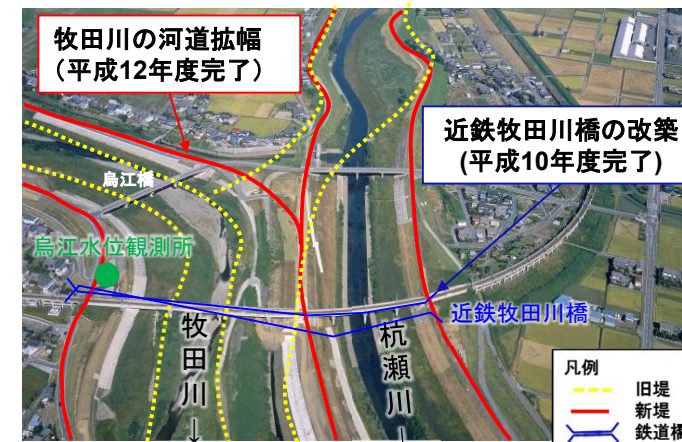 牧田川の河道拡幅
（平成12年度完了）
近鉄牧田川橋の改築
(平成10年度完了)
烏江橋
烏江水位観測所
近鉄牧田川橋
牧田川↓
杭瀬川↓
凡例
旧堤
新堤
鉄道橋